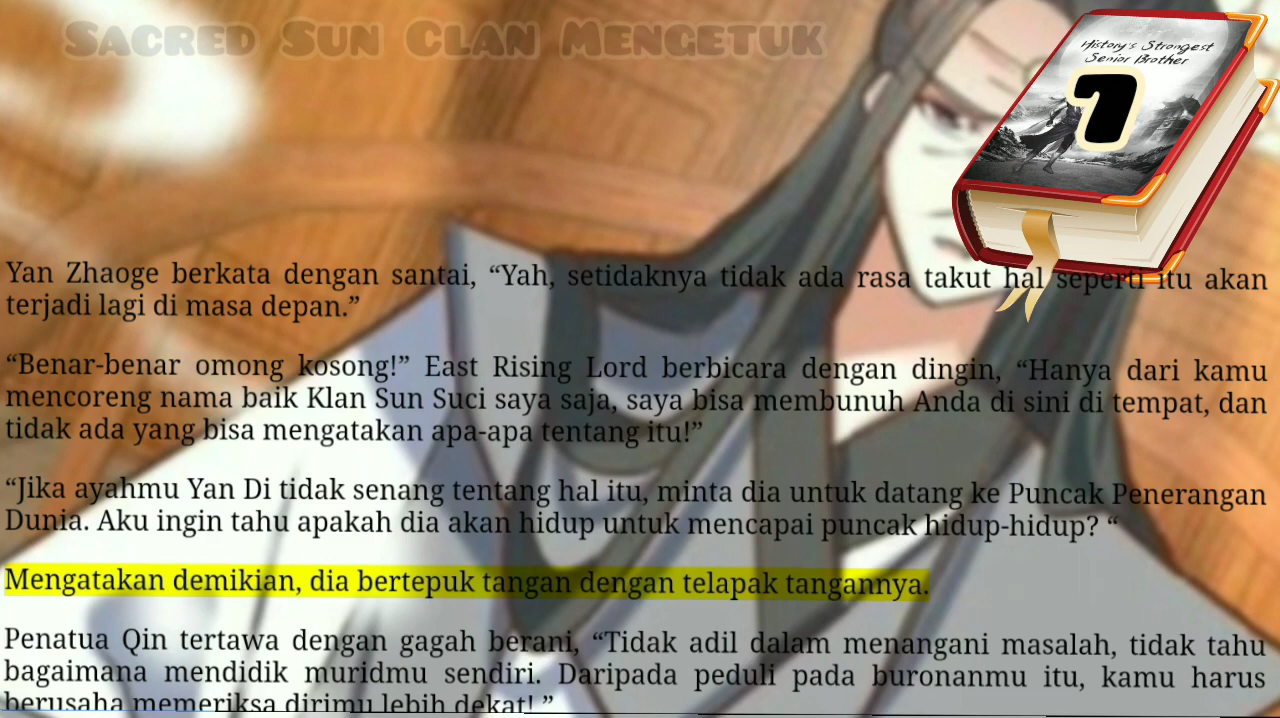 Sacred Sun Clan Mengetuk
History's Strongest
Senior Brother
7
Yan Zhaoge berkata dengan santai, “Yah, setidaknya tidak ada rasa takut hal seperti itu akan
terjadi lagi di masa depan.”
“Benar-benar omong kosong!” East Rising Lord berbicara dengan dingin, “Hanya dari kamu
mencoreng nama baik Klan Sun Suci saya saja, saya bisa membunuh Anda di sini di tempat, dan
tidak ada yang bisa mengatakan apa-apa tentang itu!”
“Jika ayahmu Yan Di tidak senang tentang hal itu, minta dia untuk datang ke Puncak Penerangan
Dunia. Aku ingin tahu apakah dia akan hidup untuk mencapai puncak hidup-hidup? “
Mengatakan demikian, dia bertepuk tangan dengan telapak tangannya.
Penatua Qin tertawa dengan gagah berani, “Tidak adil dalam menangani masalah, tidak tahu
bagaimana mendidik muridmu sendiri. Daripada peduli pada buronanmu itu, kamu harus
berusaha memeriksa dirimu lebih dekat! ”